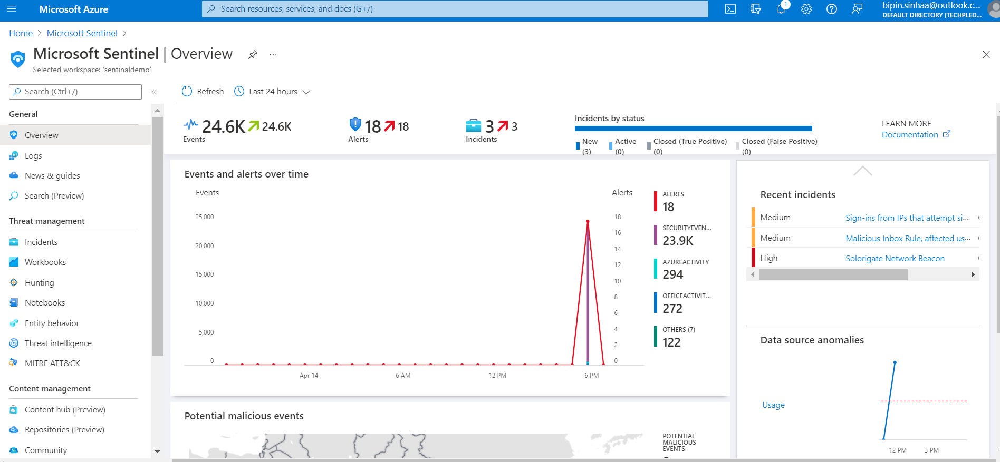 Microsoft Azure
Search resources, services, and docs (G+/)
1
bipin.sinhaa@outlook.c...
DEFAULT DIRECTORY (TECHPLED...
Home > Microsoft Sentinel >
Microsoft Sentinel | Overview
Selected workspace: 'sentinaldemo'
Search (Ctrl+/)
«
Refresh
Last 24 hours
General
Overview
Logs
News & guides
Search (Preview)
Threat management
Incidents
Workbooks
Hunting
Notebooks
Entity behavior
Threat intelligence
MITRE ATT&CK
Content management
Content hub (Preview)
Repositories (Preview)
Community
24.6K 24.6K
Events
18 18
Alerts
3 3
Incidents
Incidents by status
New (3)
Active (0)
Closed (True Positive) (0)
Closed (False Positive) (0)
LEARN MORE
Documentation
Events and alerts over time
Events
Alerts
25,000
20,000
15,000
10,000
5,000
0
18
16
14
12
10
8
6
4
2
0
Apr 14
6 AM
12 PM
6 PM
ALERTS
18
SECURITYEVEN...
23.9K
AZUREACTIVITY
294
OFFICEACTIVIT...
272
OTHERS (7)
122
Potential malicious events
POTENTIAL
MALICIOUS
EVENTS
Recent incidents
Medium Sign-ins from IPs that attempt si...
Medium Malicious Inbox Rule, affected us...
High Solorigate Network Beacon
Data source anomalies
Usage
12 PM
3 PM